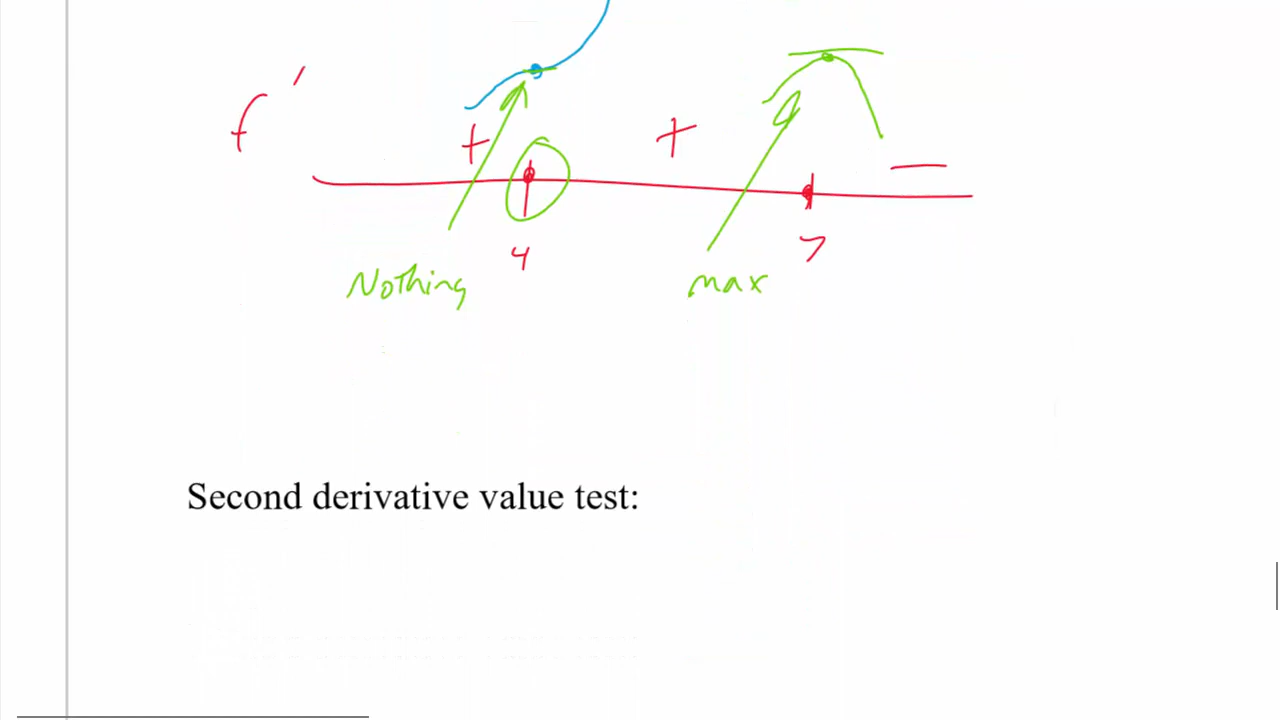 f '
+ + —
4 7
Nothing max
Second derivative value test: